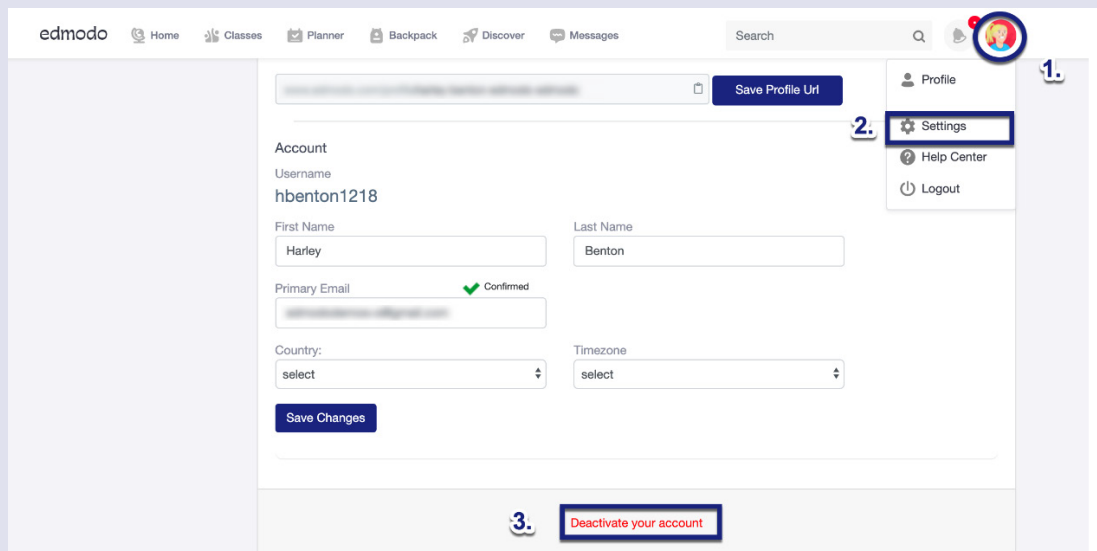 edmodo Home Classes Planner Backpack Discover Messages Search
1.
Profile
Save Profile Url
2. Settings
Account
Help Center
Username
hbenton1218
Logout
First Name Last Name
Harley Benton
Primary Email Confirmed
Country: Timezone
select select
Save Changes
3. Deactivate your account